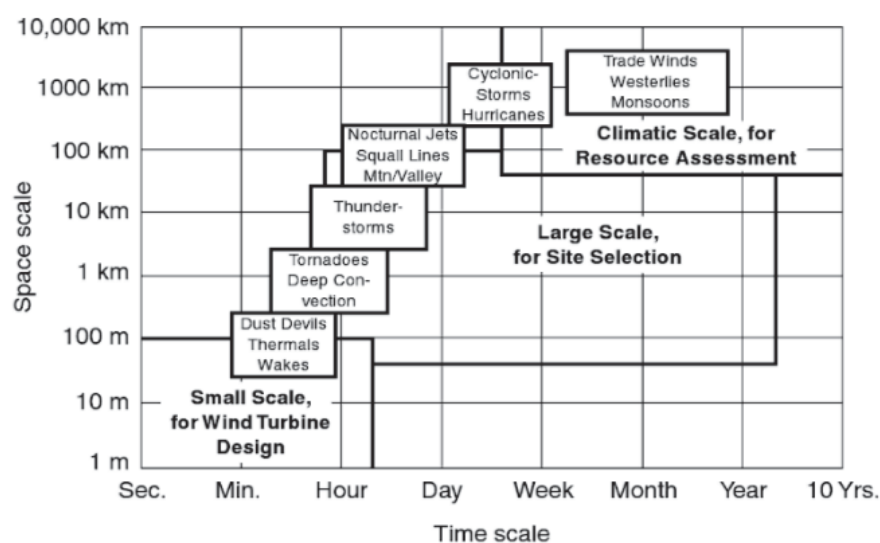 10,000 km
1000 km
100 km
10 km
1 km
100 m
10 m
1 m
Space scale
Cyclonic-
Storms
Hurricanes
Trade Winds
Westerlies
Monsoons
Climatic Scale, for
Resource Assessment
Nocturnal Jets
Squall Lines
Mtn/Valley
Thunder-
storms
Large Scale,
for Site Selection
Tornadoes
Deep Con-
vection
Dust Devils
Thermals
Wakes
Small Scale,
for Wind Turbine
Design
Sec. Min. Hour Day Week Month Year 10 Yrs.
Time scale